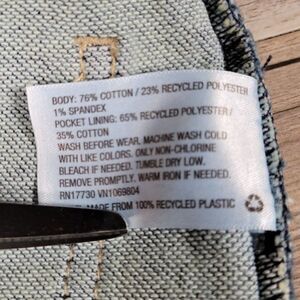 BODY: 76% COTTON / 23% RECYCLED POLYESTER
1% SPANDEX
POCKET LINING: 65% RECYCLED POLYESTER /
35% COTTON
WASH BEFORE WEAR. MACHINE WASH COLD
WITH LIKE COLORS. ONLY NON-CHLORINE
BLEACH IF NEEDED. TUMBLE DRY LOW.
REMOVE PROMPTLY. WARM IRON IF NEEDED.
RN17730 VN1069804
MADE FROM 100% RECYCLED PLASTIC